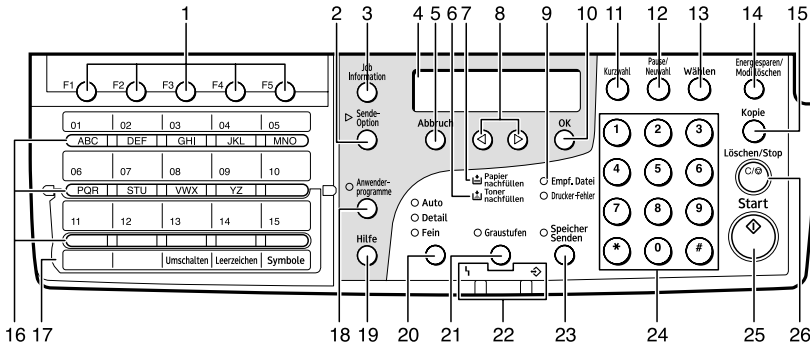 1 2 3 4 5 6 7 8 9 10 11 12 13 14 15
F1 F2 F3 F4 F5
Job
Information
Sende-
Option
Abbruch
OK
Kurzwahl
Pause/
Neuwahl
Wählen
Energiesparen/
Modi löschen
Kopie
01 02 03 04 05
ABC DEF GHI JKL MNO
06 07 08 09 10
PQR STU VWX YZ
11 12 13 14 15
Umschalten Leerzeichen Symbole
Anwender-
programme
Hilfe
Papier
nachfüllen
Toner
nachfüllen
Empf. Datei
Drucker-Fehler
Auto
Detail
Fein
Graustufen
Speicher
Senden
1 2 3
4 5 6
7 8 9
* 0 #
Löschen/Stop
C/
Start
16 17 18 19 20 21 22 23 24 25 26